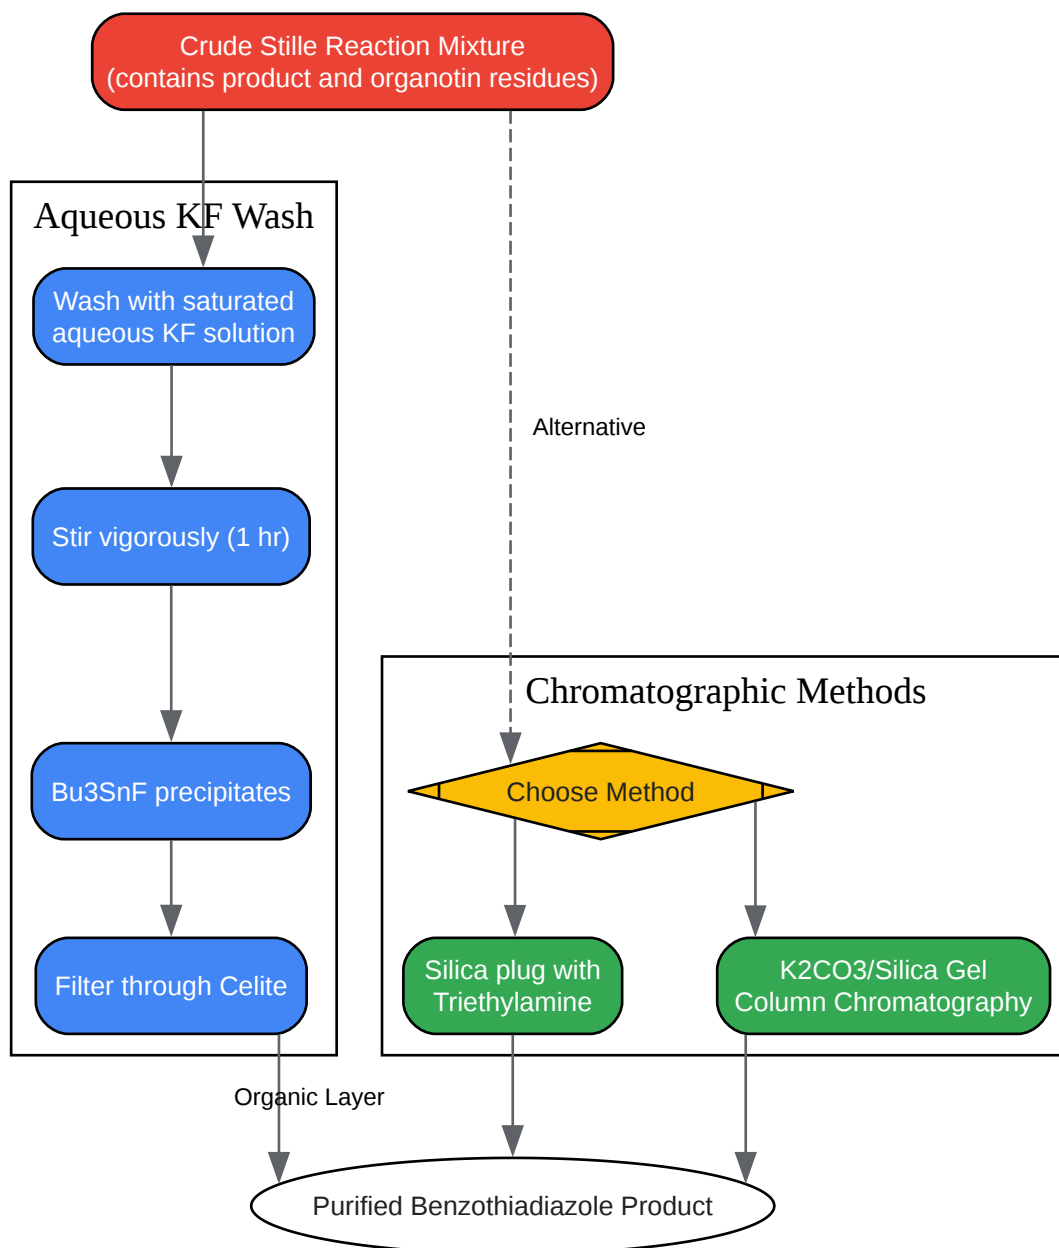 Crude Stille Reaction Mixture
(contains product and organotin residues)
Aqueous KF Wash
Wash with saturated
aqueous KF solution
Alternative
Stir vigorously (1 hr)
Chromatographic Methods
Bu3SnF precipitates
Choose Method
Filter through Celite
Silica plug with
Triethylamine
K2CO3/Silica Gel
Column Chromatography
Organic Layer
Purified Benzothiadiazole Product